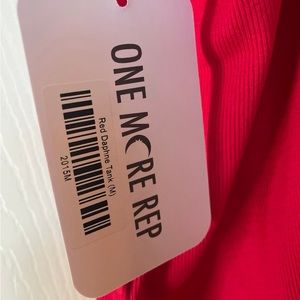 ONE MORE REP
Red Daphne Tank (M)
2015M